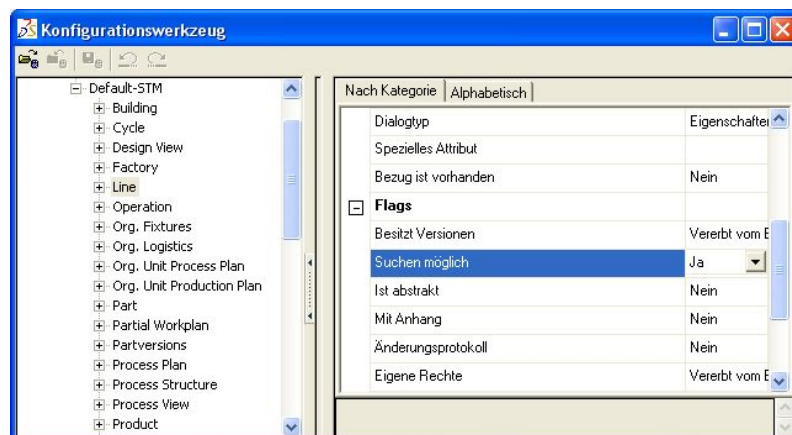 Konfigurationswerkzeug
Default-STM
Building
Cycle
Design View
Factory
Line
Operation
Org. Fixtures
Org. Logistics
Org. Unit Process Plan
Org. Unit Production Plan
Part
Partial Workplan
Partversions
Process Plan
Process Structure
Process View
Product
Nach Kategorie Alphabetisch
Dialogtyp Eigenschaften
Spezielles Attribut
Bezug ist vorhanden Nein
Flags
Besitzt Versionen Vererbt vom E
Suchen möglich Ja
Ist abstrakt Nein
Mit Anhang Nein
Änderungsprotokoll Nein
Eigene Rechte Vererbt vom E